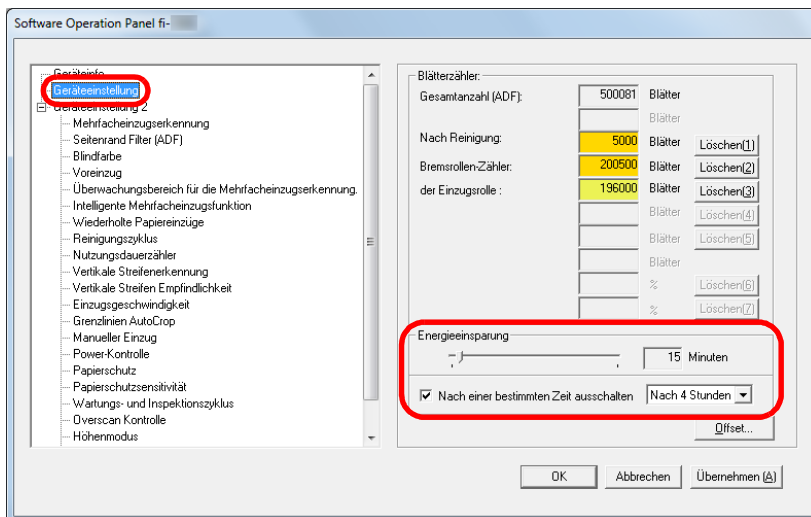 Software Operation Panel fi-
Geräteinfo
Geräteeinstellung
Geräteeinstellung 2
Mehrfacheinzugserkennung
Seitenrand Filter (ADF)
Blindfarbe
Voreinzug
Überwachungsbereich für die Mehrfacheinzugserkennung.
Intelligente Mehrfacheinzugsfunktion
Wiederholte Papiereinzüge
Reinigungszyklus
Nutzungsdauerzähler
Vertikale Streifenerkennung
Vertikale Streifen Empfindlichkeit
Einzugsgeschwindigkeit
Grenzlinien AutoCrop
Manueller Einzug
Power-Kontrolle
Papierschutz
Papierschutzsensitivität
Wartungs- und Inspektionszyklus
Overscan Kontrolle
Höhenmodus
Blätterzähler:
Gesamtanzahl (ADF): 500081 Blätter
Blätter
Nach Reinigung: 5000 Blätter Löschen(1)
Bremsrollen-Zähler: 200500 Blätter Löschen(2)
der Einzugsrolle : 196000 Blätter Löschen(3)
Blätter Löschen(4)
Blätter Löschen(5)
Blätter
% Löschen(6)
% Löschen(7)
Energieeinsparung
15 Minuten
Nach einer bestimmten Zeit ausschalten Nach 4 Stunden
Offset...
OK Abbrechen Übernehmen (A)